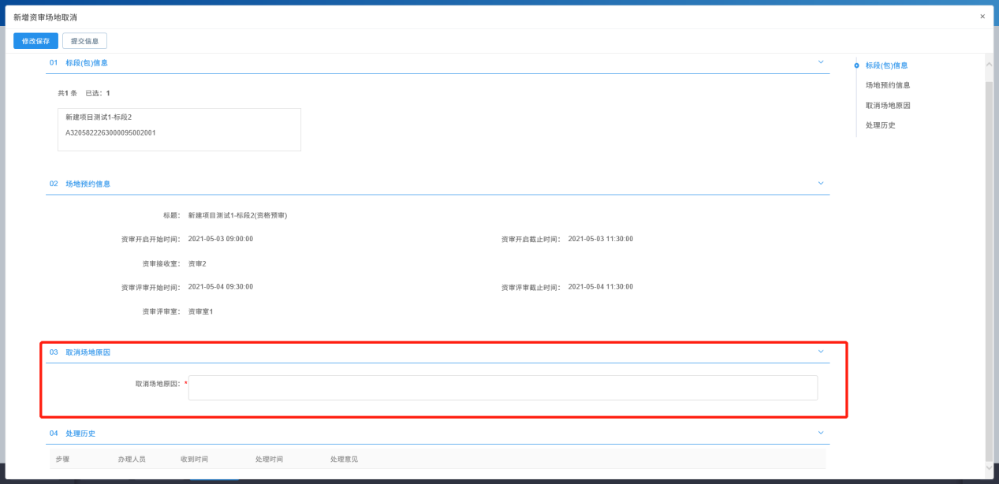 新增资审场地取消
×
修改保存 提交信息
01 标段(包)信息
共1 条 已选：1
新建项目测试1-标段2
A3205822263000095002001
02 场地预约信息
标题： 新建项目测试1-标段2(资格预审)
资审开启开始时间： 2021-05-03 09:00:00 资审开启截止时间： 2021-05-03 11:30:00
资审接收室： 资审2
资审评审开始时间： 2021-05-04 09:30:00 资审评审截止时间： 2021-05-04 11:30:00
资审评审室： 资审室1
03 取消场地原因
取消场地原因：*
04 处理历史
步骤 办理人员 收到时间 处理时间 处理意见
标段(包)信息
场地预约信息
取消场地原因
处理历史